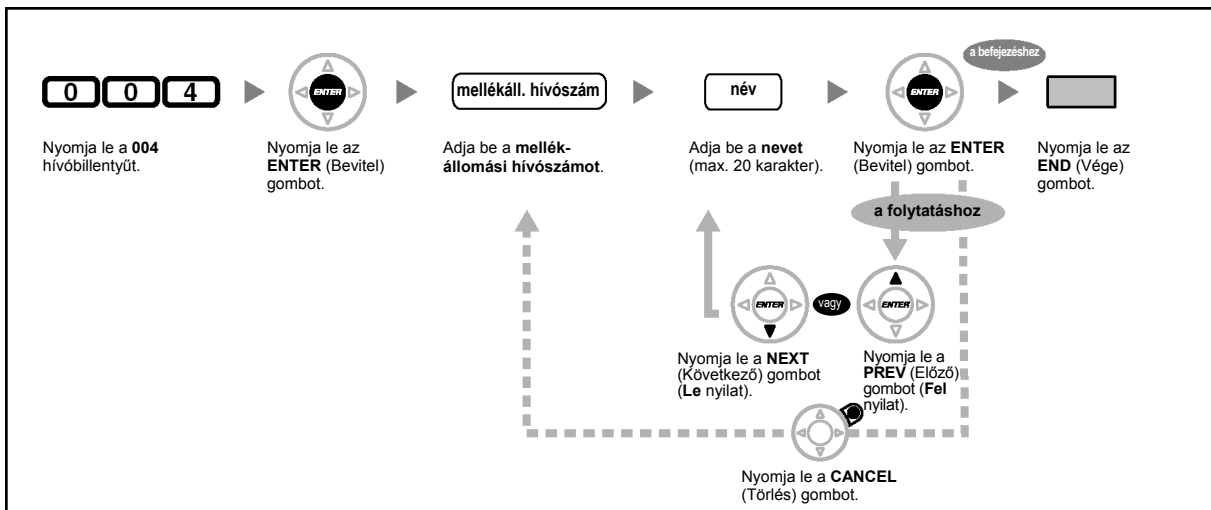 a befejezéshez
0 0 4
ENTER
mellékáll. hívószám
név
ENTER
Nyomja le a 004
hívóbillentyűt.
Nyomja le az
ENTER (Bevitel)
gombot.
Adja be a mellék-
állomási hívószámot.
Adja be a nevet
(max. 20 karakter).
Nyomja le az ENTER
(Bevitel) gombot.
Nyomja le az
END (Vége)
gombot.
a folytatáshoz
ENTER
vagy
ENTER
Nyomja le a NEXT
(Következő) gombot
(Le nyilat).
Nyomja le a
PREV (Előző)
gombot (Fel
nyilat).
Nyomja le a CANCEL
(Törlés) gombot.